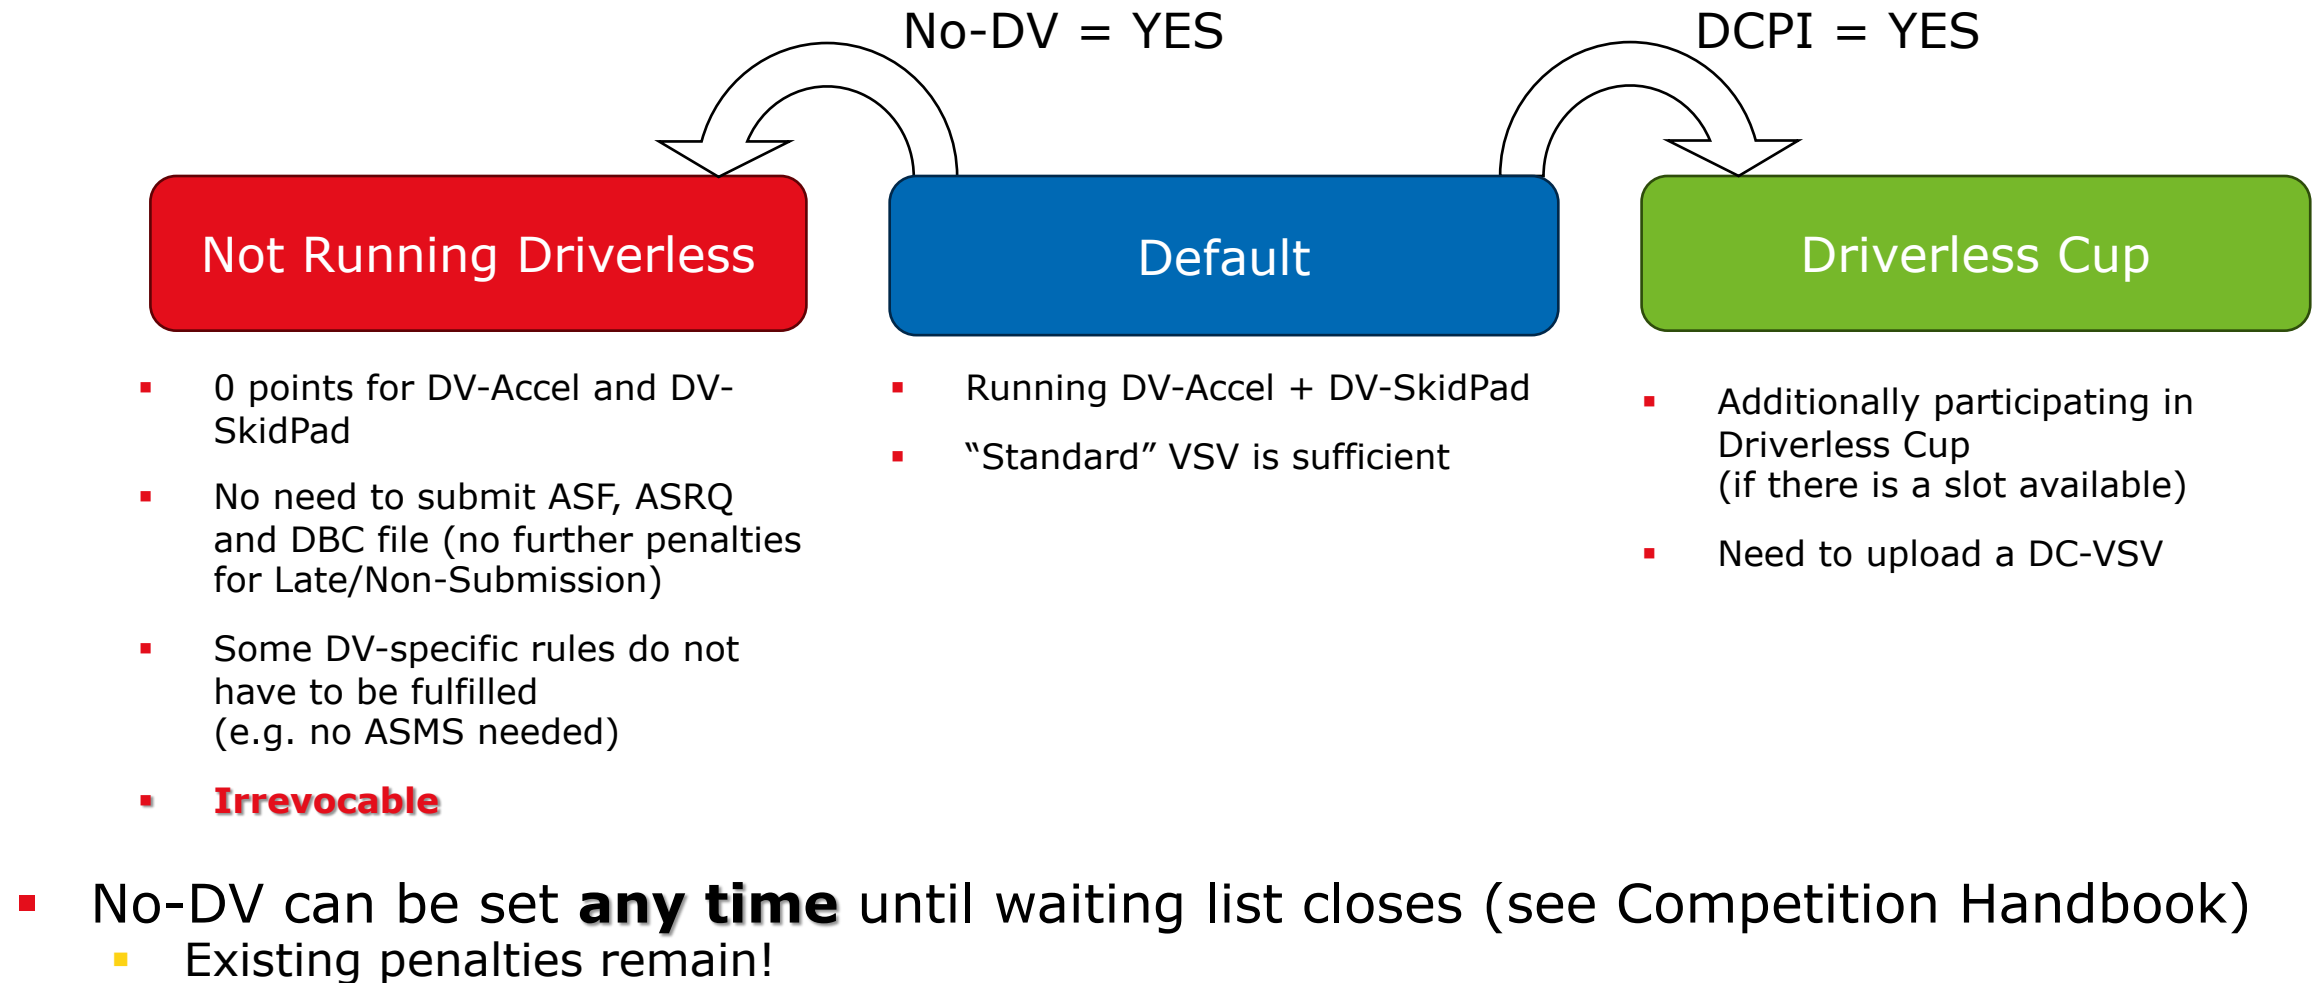 No-DV = YES
DCPI = YES
Not Running Driverless
Default
Driverless Cup
0 points for DV-Accel and DV-
SkidPad
No need to submit ASF, ASRQ
and DBC file (no further penalties
for Late/Non-Submission)
Some DV-specific rules do not
have to be fulfilled
(e.g. no ASMS needed)
Irrevocable
Running DV-Accel + DV-SkidPad
“Standard” VSV is sufficient
Additionally participating in
Driverless Cup
(if there is a slot available)
Need to upload a DC-VSV
No-DV can be set any time until waiting list closes (see Competition Handbook)
Existing penalties remain!